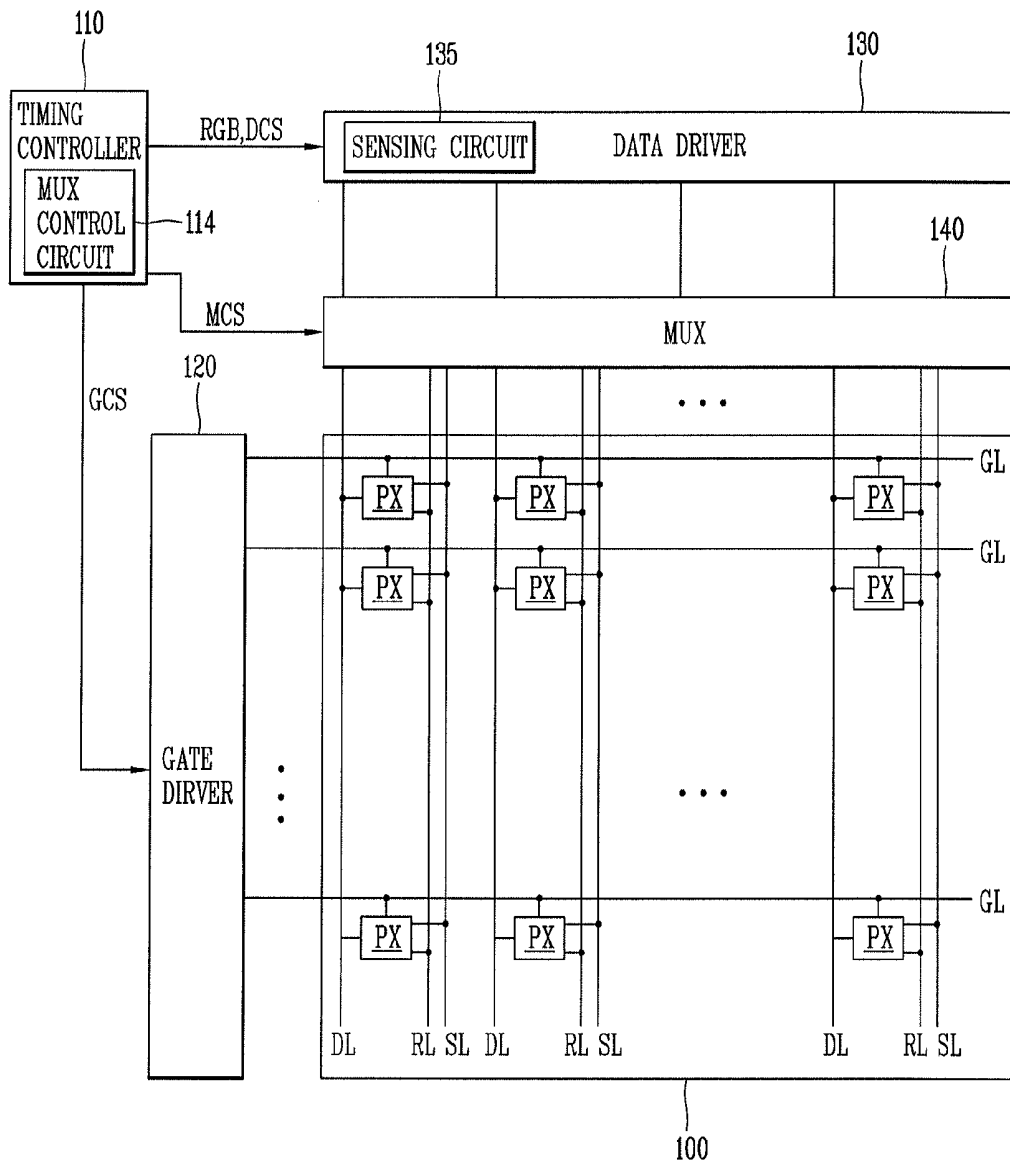 110
130
135
TIMING
CONTROLLER
RGB,DCS
SENSING CIRCUIT
DATA DRIVER
MUX
CONTROL
CIRCUIT
114
140
MCS
MUX
120
GCS
GL
PX PX PX
GL
PX PX PX
GATE
DIRVER
GL
PX PX PX
DL RL SL DL RL SL DL RL SL
100